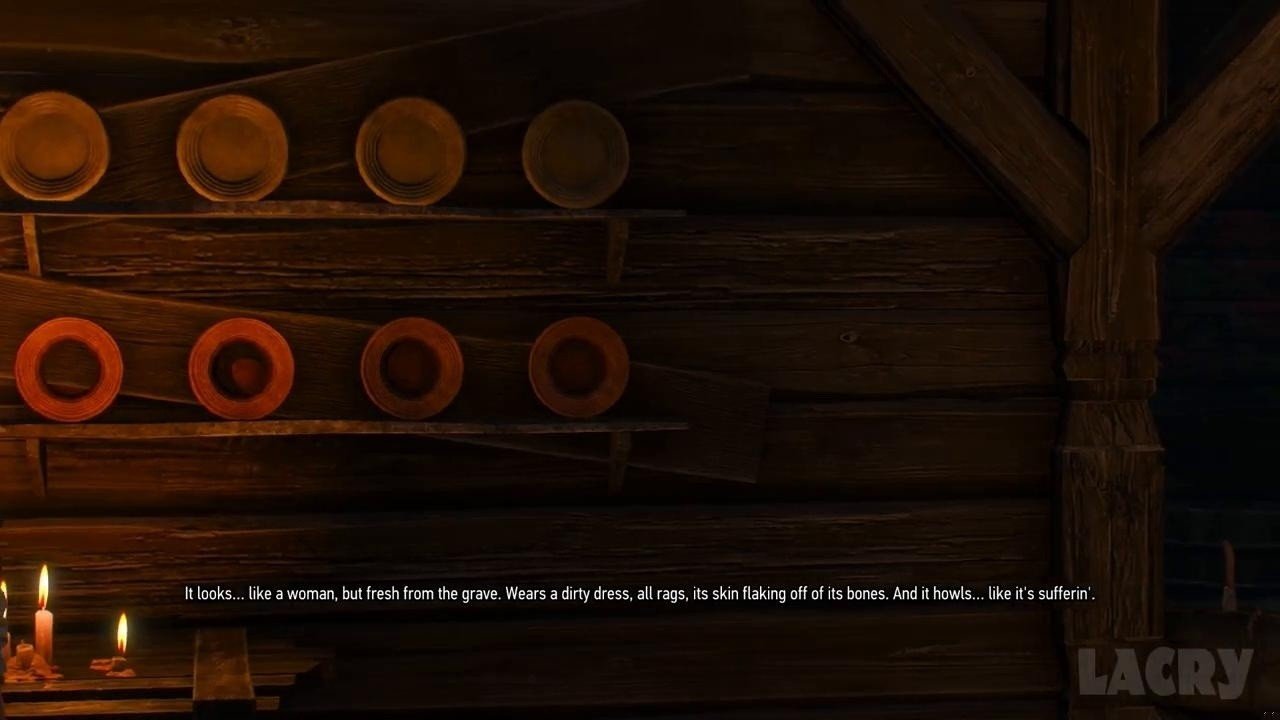 It looks... like a woman, but fresh from the grave. Wears a dirty dress, all rags, its skin flaking off of its bones. And it howls... like it's sufferin'.
LACRY